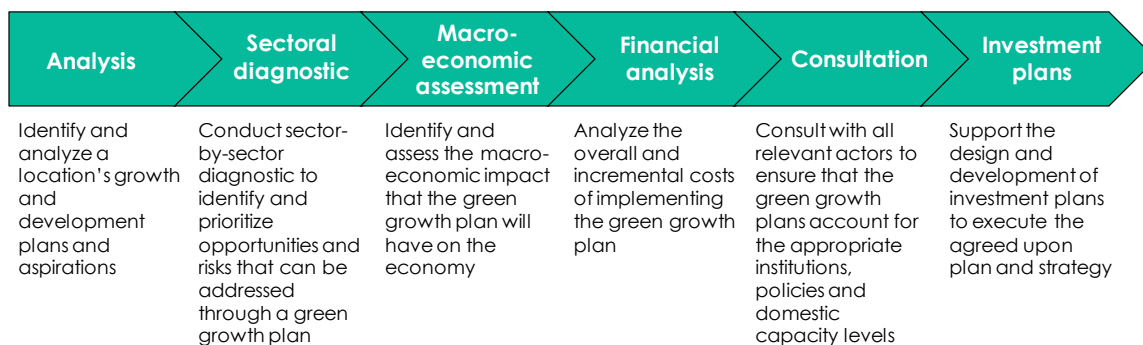 Analysis
Sectoral
diagnostic
Macro-
economic
assessment
Financial
analysis
Consultation
Investment
plans
Identify and
analyze a
location's growth
and
development
plans and
aspirations
Conduct sector-
by-sector
diagnostic to
identify and
prioritize
opportunities and
risks that can be
addressed
through a green
growth plan
Identify and
assess the macro-
economic impact
that the green
growth plan will
have on the
economy
Analyze the
overall and
incremental costs
of implementing
the green growth
plan
Consult with all
relevant actors to
ensure that the
green growth
plans account for
the appropriate
institutions,
policies and
domestic
capacity levels
Support the
design and
development of
investment plans
to execute the
agreed upon
plan and strategy